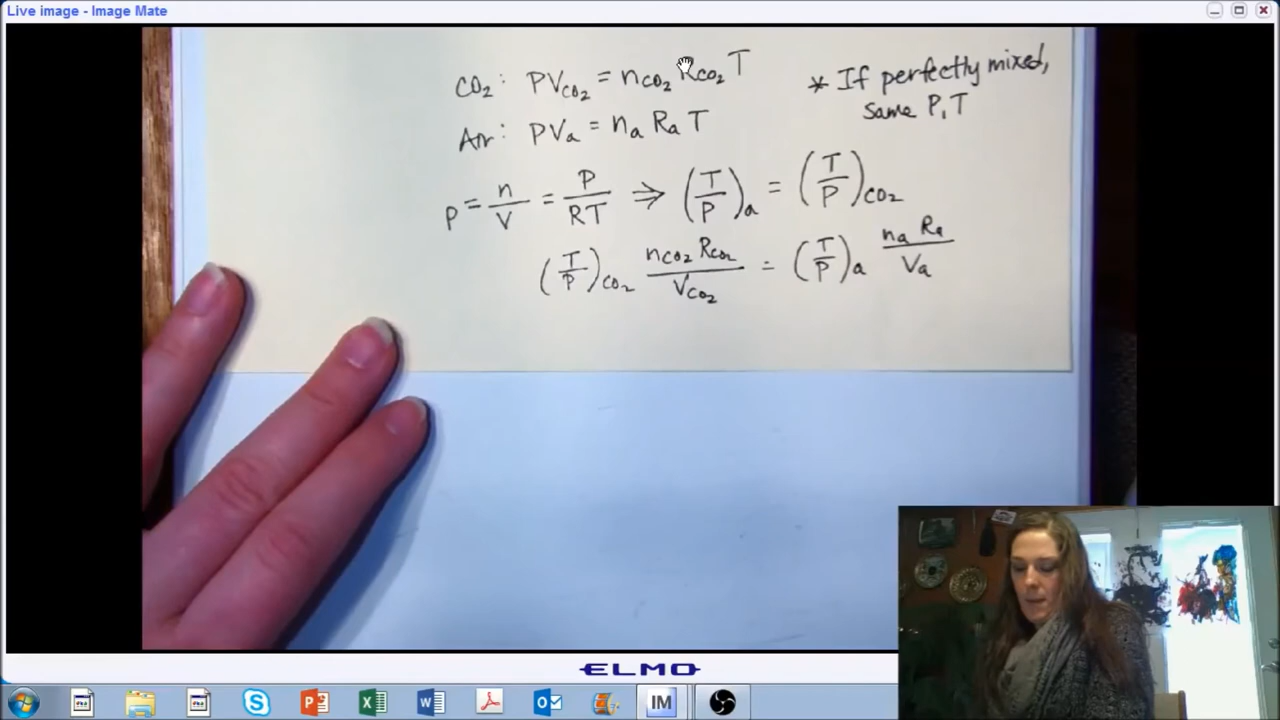 Live image - Image Mate
CO₂: PV_CO₂ = n_CO₂ R_CO₂ T
* If perfectly mixed,
same P, T
Air: PV_a = n_a R_a T
ρ = n/V = P/RT ⇒ (T/P)_a = (T/P)_CO₂
(T/P)_CO₂ n_CO₂ R_CO₂ / V_CO₂ = (T/P)_a n_a R_a / V_a
ELMO
IM